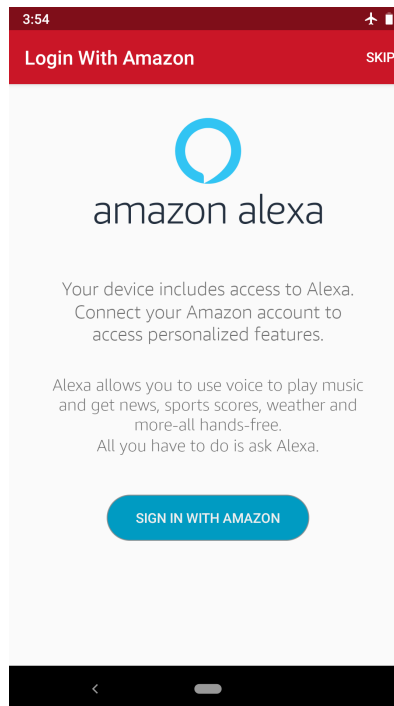 3:54
Login With Amazon
SKIP
amazon alexa
Your device includes access to Alexa.
Connect your Amazon account to
access personalized features.
Alexa allows you to use voice to play music
and get news, sports scores, weather and
more-all hands-free.
All you have to do is ask Alexa.
SIGN IN WITH AMAZON